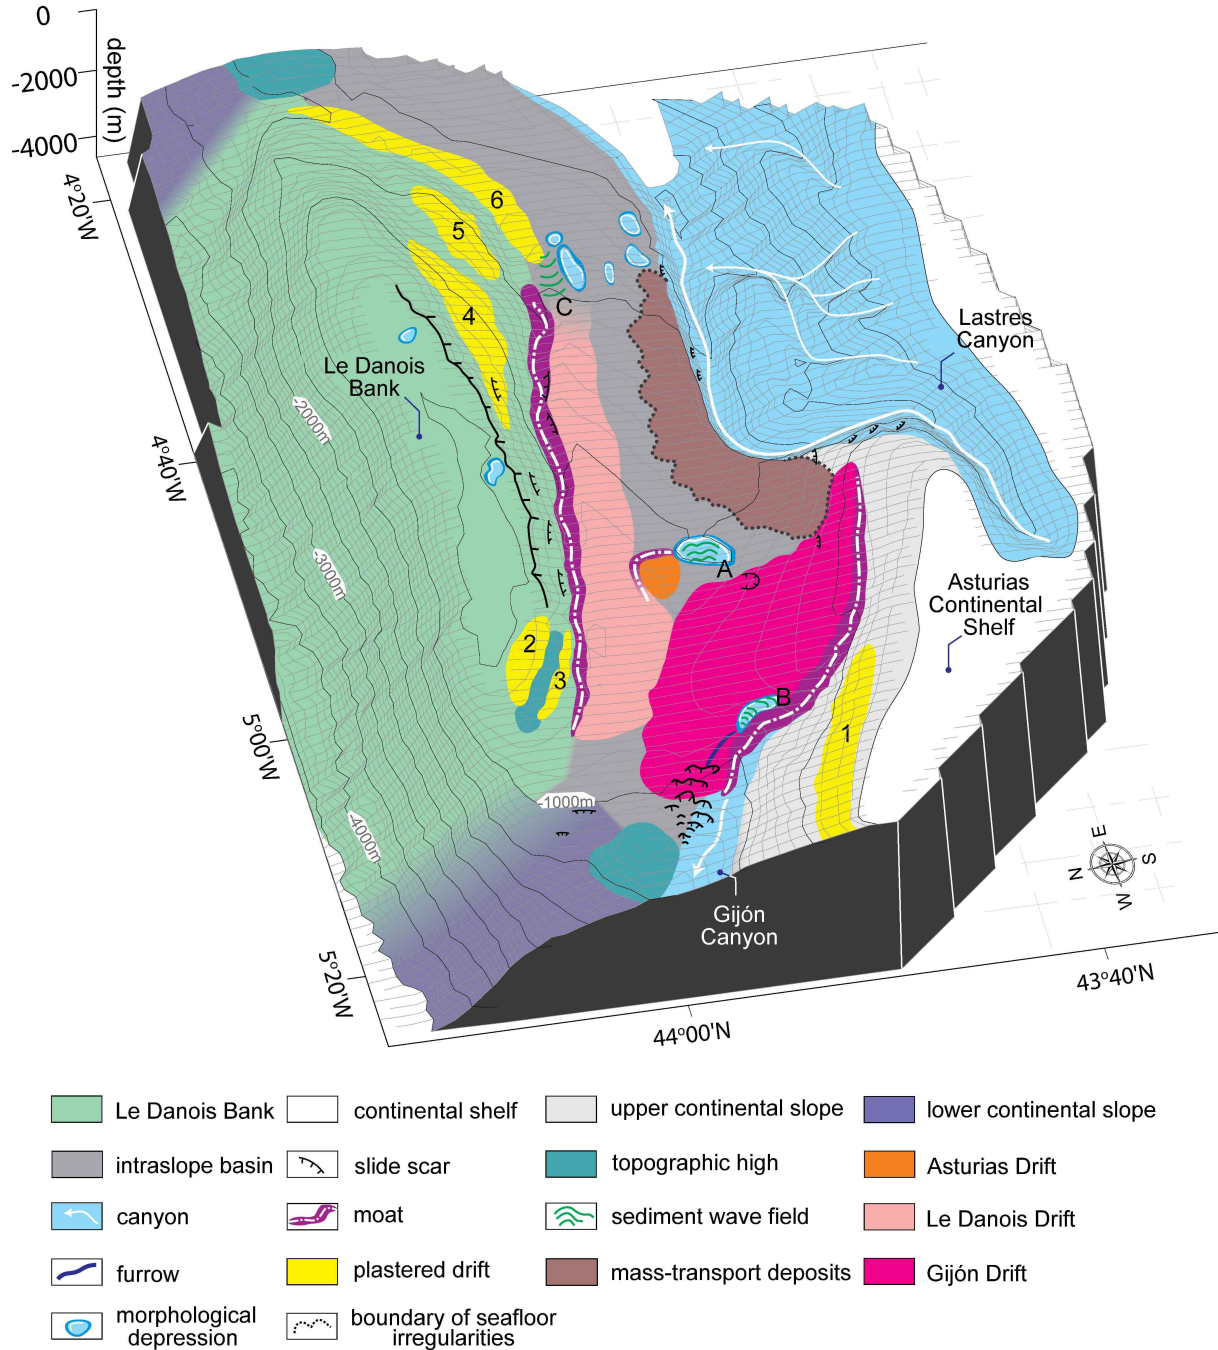 0
-2000
-4000
depth (m)
4°20'W
4°40'W
5°00'W
5°20'W
44°00'N
43°40'N
6
5
4
C
Lastres
Canyon
Le Danois
Bank
-2000m
-3000m
-4000m
-1000m
A
Asturias
Continental
Shelf
2
3
B
1
Gijón
Canyon
N
E
S
W
Le Danois Bank
continental shelf
upper continental slope
lower continental slope
intraslope basin
slide scar
topographic high
Asturias Drift
canyon
moat
sediment wave field
Le Danois Drift
furrow
plastered drift
mass-transport deposits
Gijón Drift
morphological
depression
boundary of seafloor
irregularities